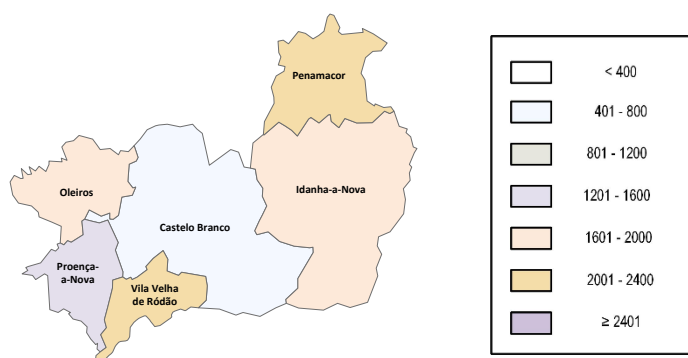 Penamacor
Oleiros
Idanha-a-Nova
Castelo Branco
Proença-
a-Nova
Vila Velha
de Ródão
< 400
401 - 800
801 - 1200
1201 - 1600
1601 - 2000
2001 - 2400
≥ 2401